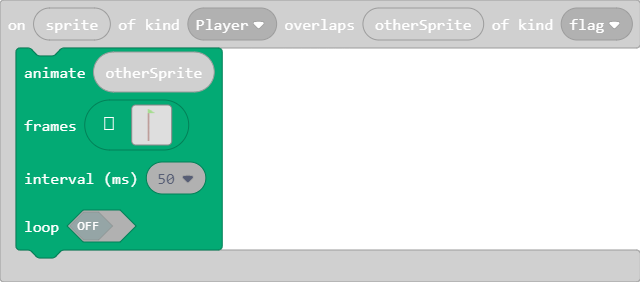 on sprite of kind Player overlaps otherSprite of kind flag
animate otherSprite
frames
interval (ms) 50
loop OFF